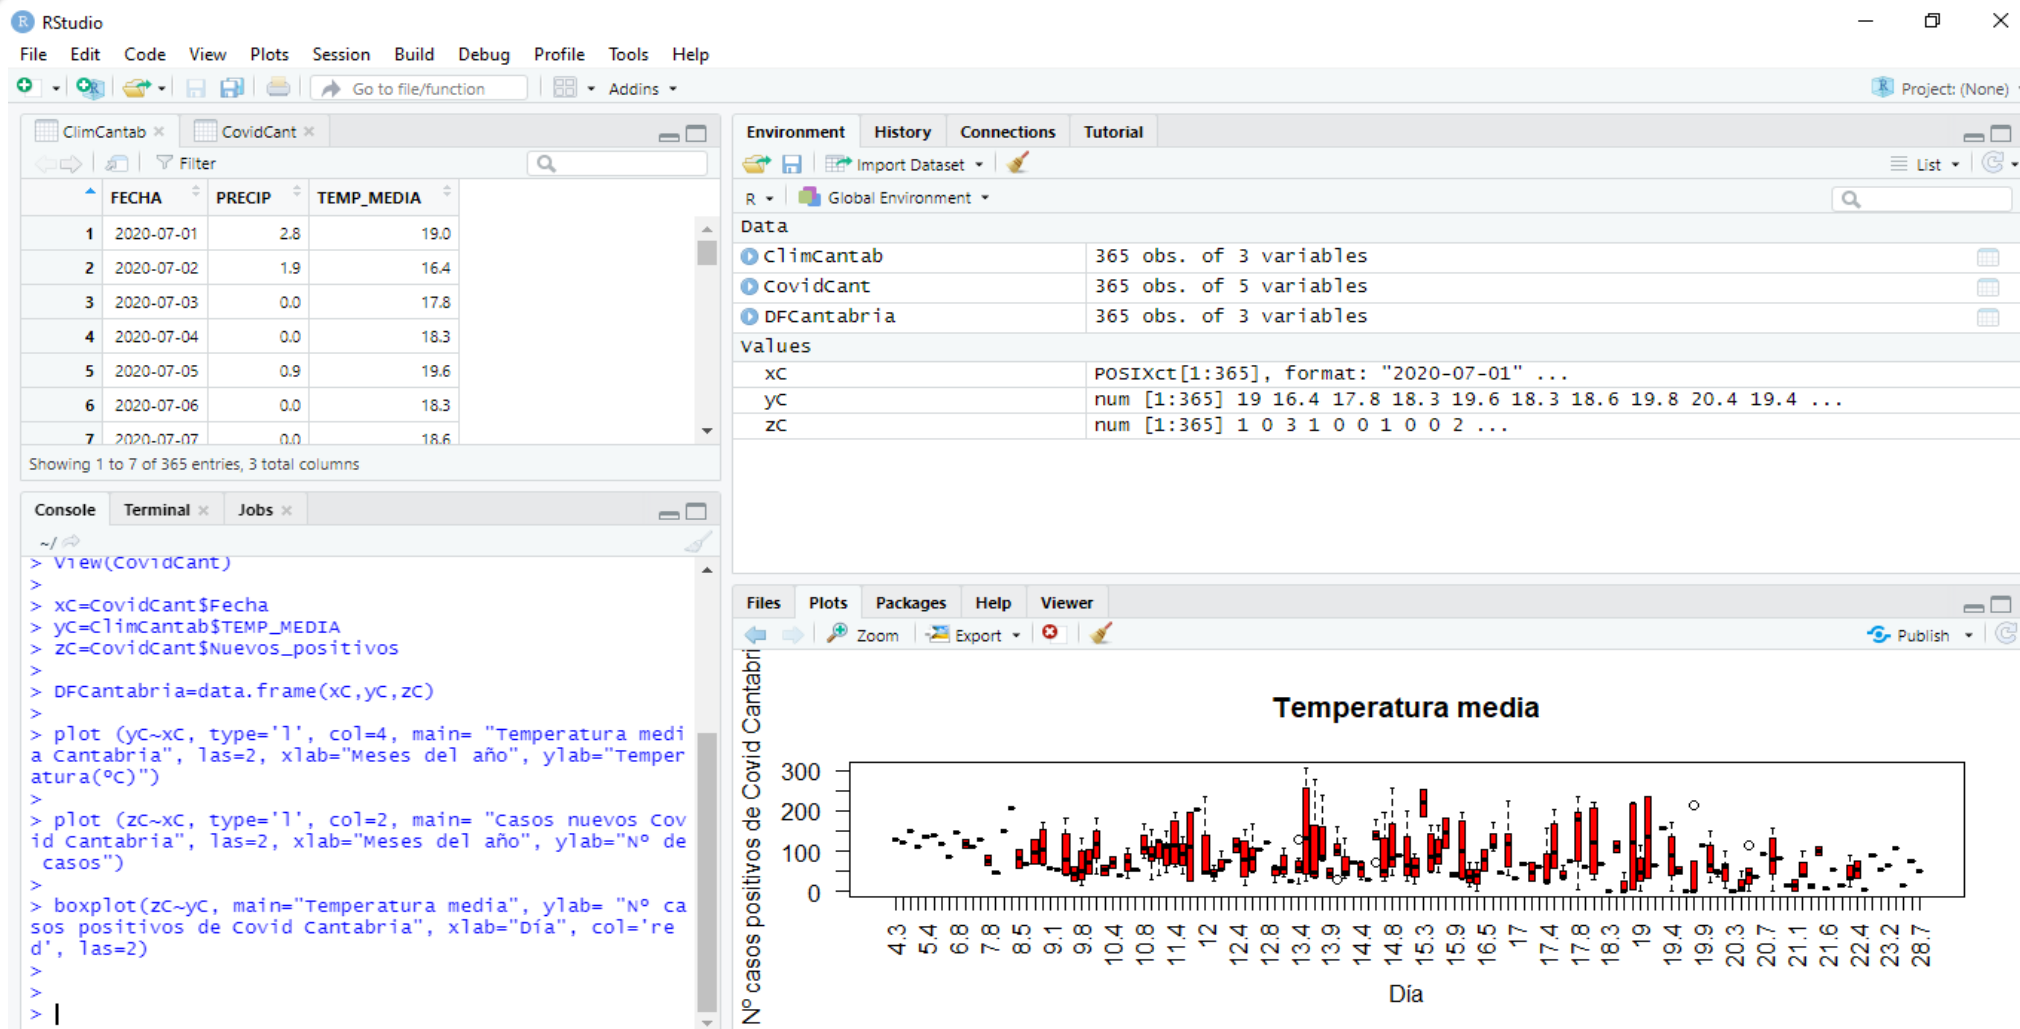 RStudio
File Edit Code View Plots Session Build Debug Profile Tools Help
Go to file/function Addins Project: (None)
ClimCantab CovidCant
Filter
FECHA PRECIP TEMP_MEDIA
1 2020-07-01 2.8 19.0
2 2020-07-02 1.9 16.4
3 2020-07-03 0.0 17.8
4 2020-07-04 0.0 18.3
5 2020-07-05 0.9 19.6
6 2020-07-06 0.0 18.3
7 2020-07-07 0.0 18.6
Showing 1 to 7 of 365 entries, 3 total columns
Console Terminal Jobs
~/
> View(CovidCant)
>
> xC=CovidCant$Fecha
> yC=ClimCantab$TEMP_MEDIA
> zC=CovidCant$Nuevos_positivos
>
> DFCantabria=data.frame(xC,yC,zC)
>
> plot (yC~xC, type='l', col=4, main= "Temperatura medi
a Cantabria", las=2, xlab="Meses del año", ylab="Temper
atura(ºC)")
>
> plot (zC~xC, type='l', col=2, main= "Casos nuevos Cov
id Cantabria", las=2, xlab="Meses del año", ylab="Nº de
casos")
>
> boxplot(zC~yC, main="Temperatura media", ylab= "Nº ca
sos positivos de Covid Cantabria", xlab="Día", col='re
d', las=2)
>
>
>
Environment History Connections Tutorial
Import Dataset List
R Global Environment
Data
ClimCantab 365 obs. of 3 variables
CovidCant 365 obs. of 5 variables
DFCantabria 365 obs. of 3 variables
Values
xC POSIXct[1:365], format: "2020-07-01" ...
yC num [1:365] 19 16.4 17.8 18.3 19.6 18.3 18.6 19.8 20.4 19.4 ...
zC num [1:365] 1 0 3 1 0 0 1 0 0 2 ...
Files Plots Packages Help Viewer
Zoom Export Publish
Temperatura media
Nº casos positivos de Covid Cantabri
300
200
100
0
4.3 5.4 6.8 7.8 8.5 9.1 9.8 10.4 10.8 11.4 12 12.4 12.8 13.4 13.9 14.4 14.8 15.3 15.9 16.5 17 17.4 17.8 18.3 19 19.4 19.9 20.3 20.7 21.1 21.6 22.4 23.2 28.7
Día